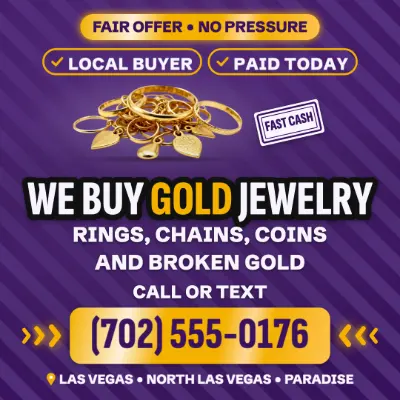 FAIR OFFER • NO PRESSURE
LOCAL BUYER
PAID TODAY
FAST CASH
WE BUY GOLD JEWELRY
RINGS, CHAINS, COINS
AND BROKEN GOLD
CALL OR TEXT
(702) 555-0176
LAS VEGAS • NORTH LAS VEGAS • PARADISE